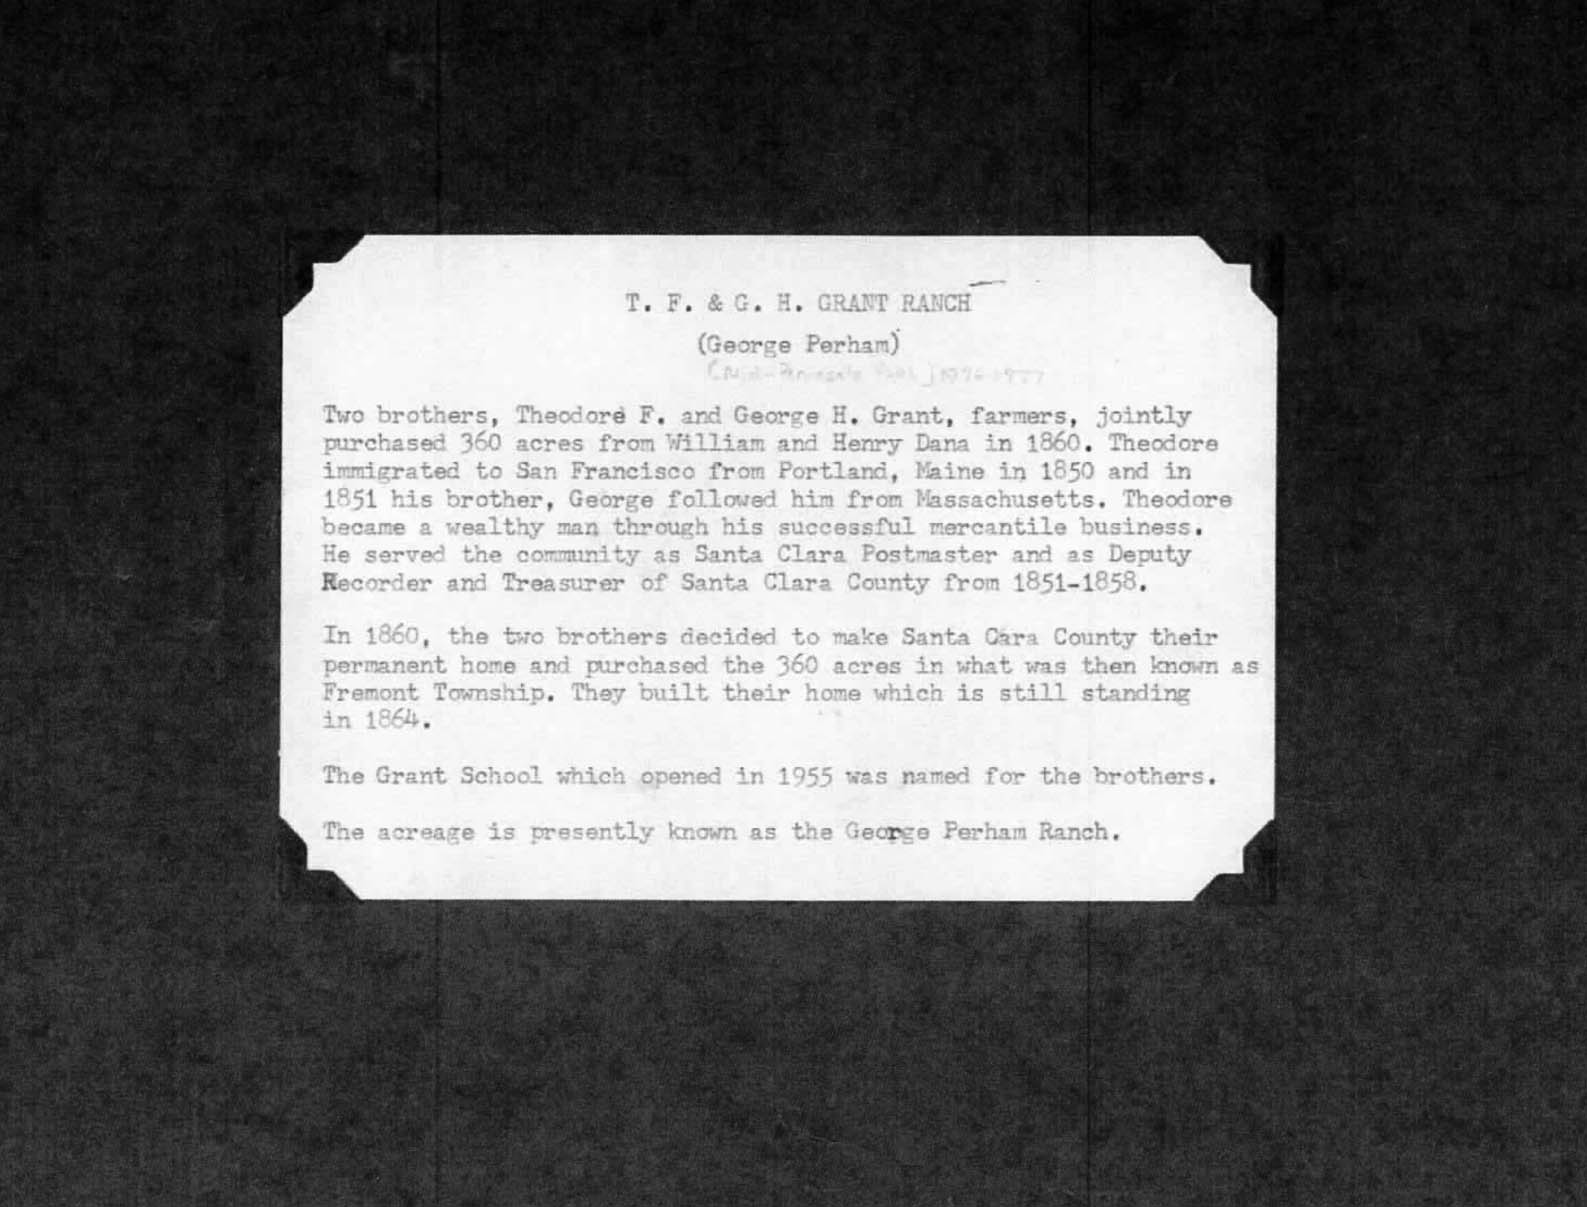 T. F. & G. H. GRANT RANCH
(George Perham)
Two brothers, Theodore F. and George H. Grant, farmers, jointly
purchased 360 acres from William and Henry Dana in 1860. Theodore
immigrated to San Francisco from Portland, Maine in 1850 and in
1851 his brother, George followed him from Massachusetts. Theodore
became a wealthy man through his successful mercantile business.
He served the community as Santa Clara Postmaster and as Deputy
Recorder and Treasurer of Santa Clara County from 1851-1858.
In 1860, the two brothers decided to make Santa Cara County their
permanent home and purchased the 360 acres in what was then known as
Fremont Township. They built their home which is still standing
in 1864.
The Grant School which opened in 1955 was named for the brothers.
The acreage is presently known as the George Perham Ranch.